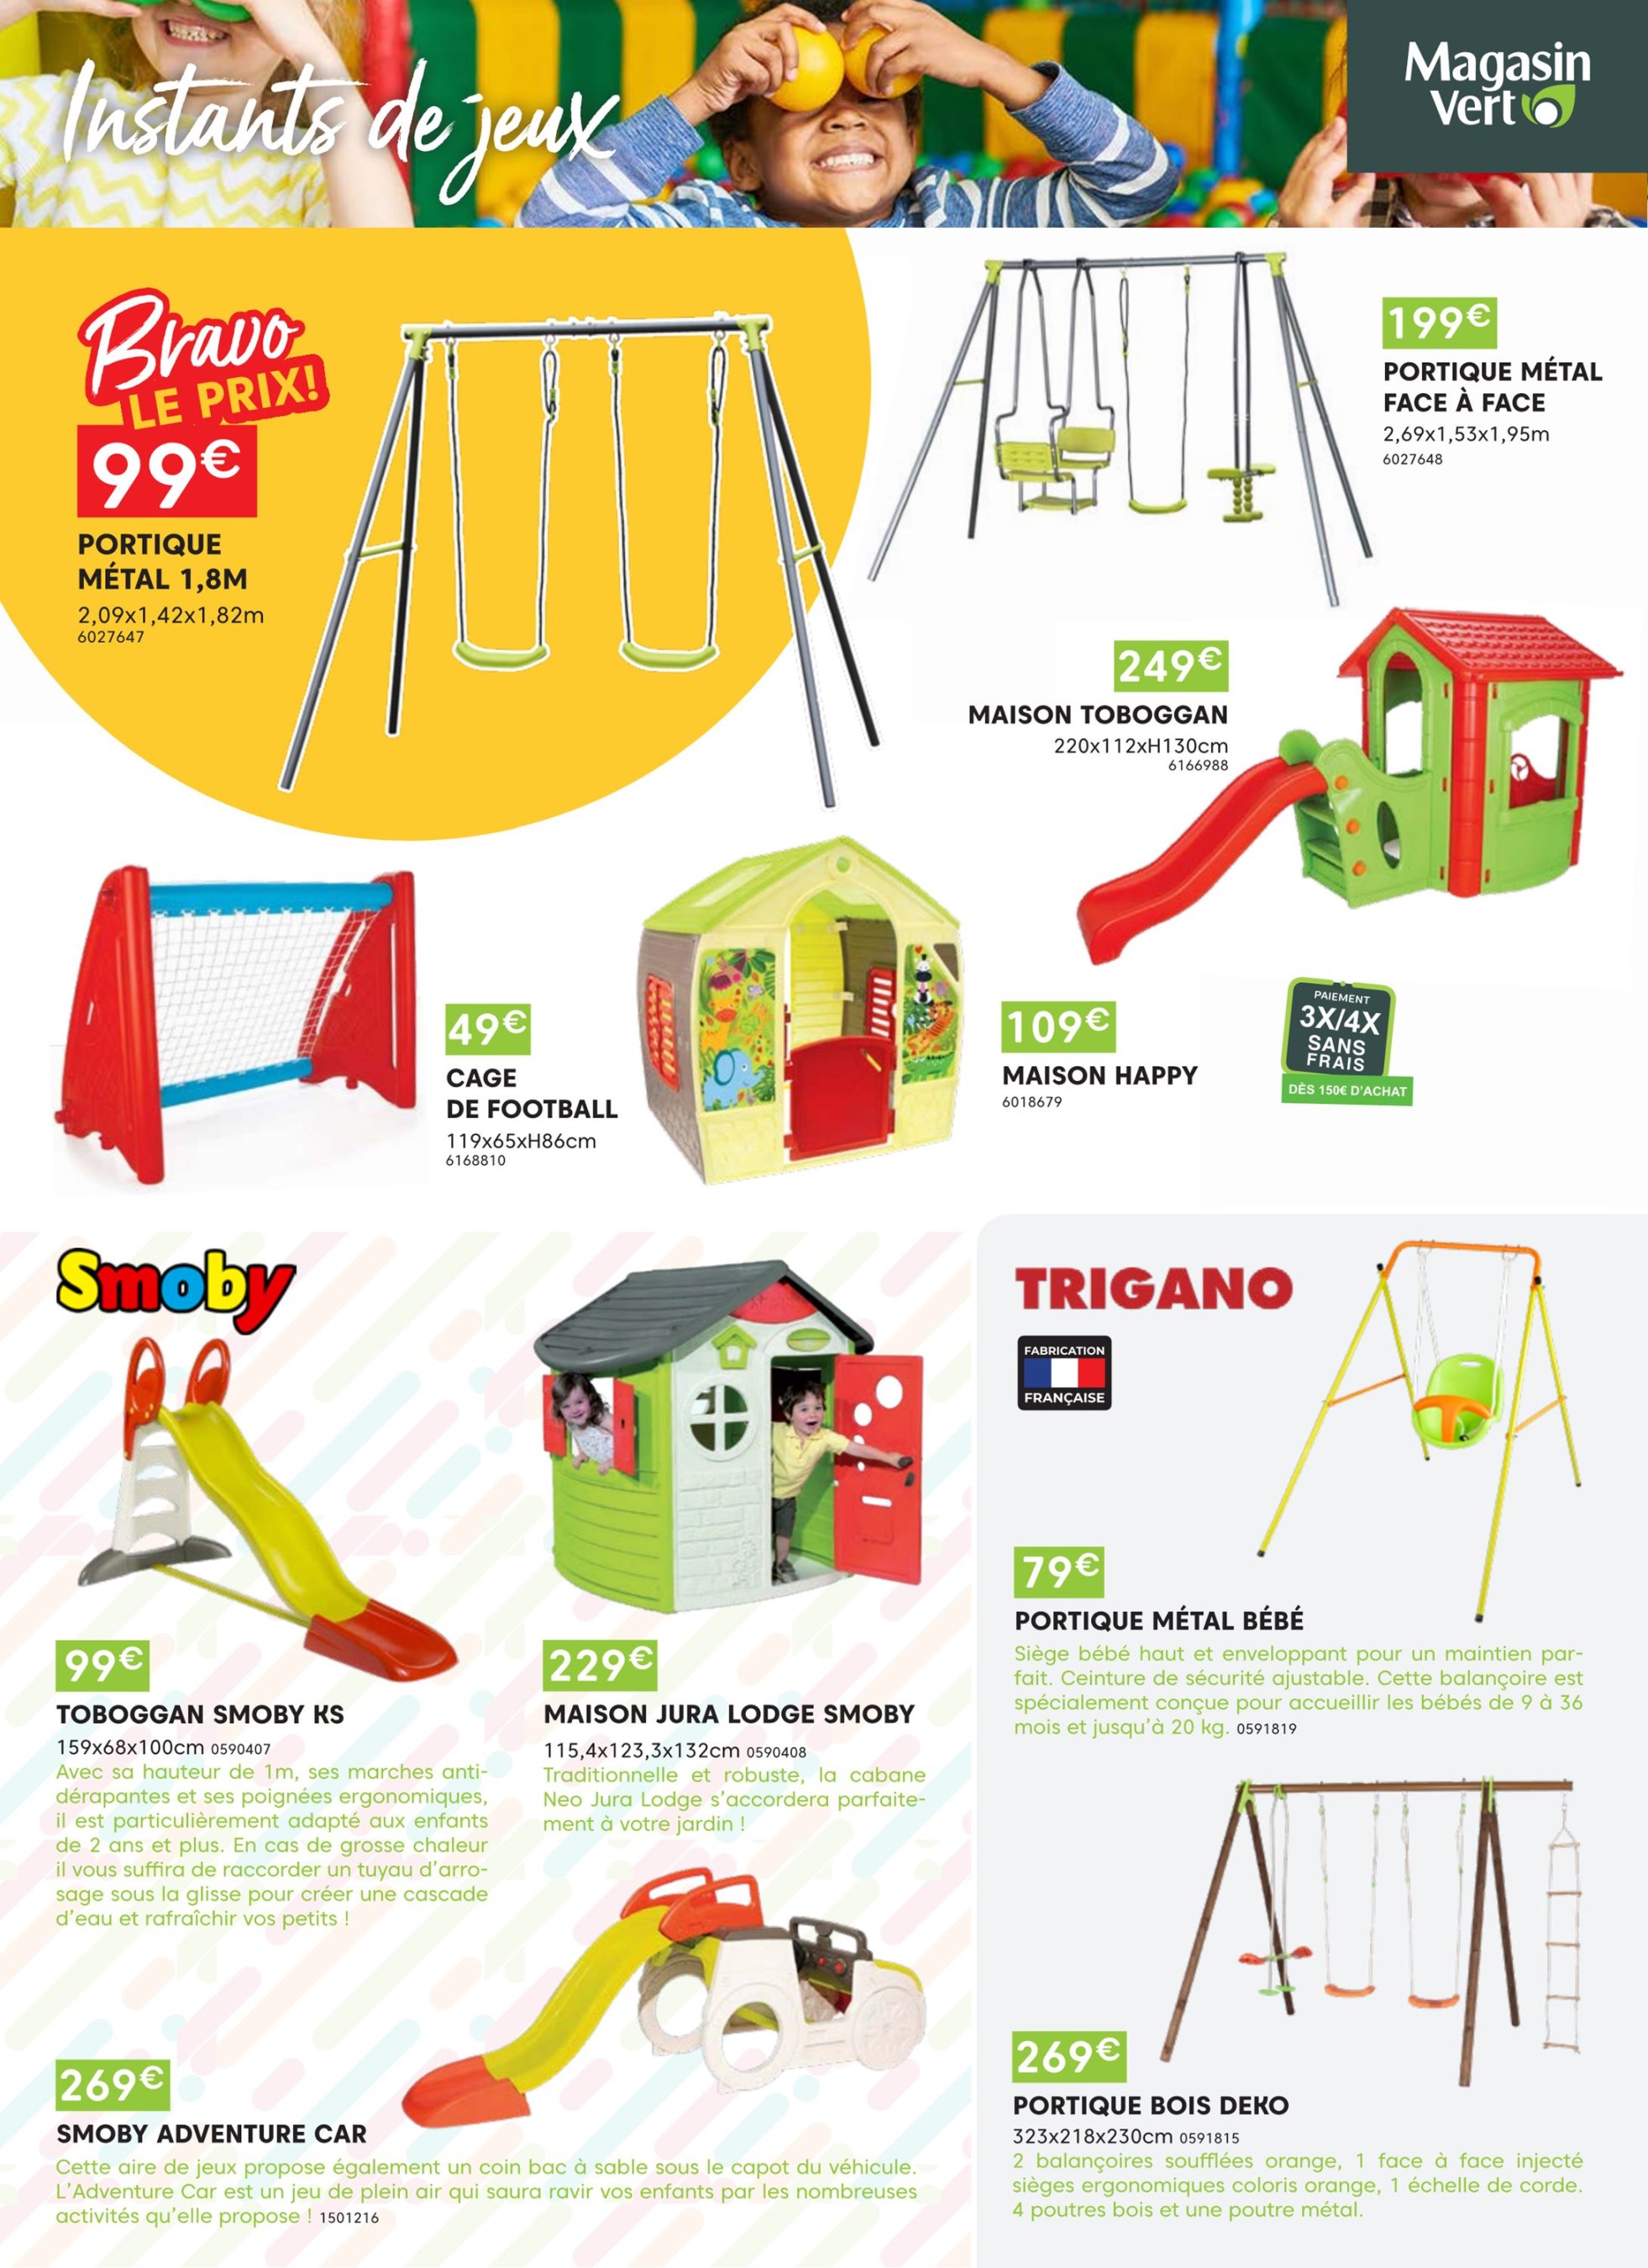 Instants de jeux
Magasin
Vert
Bravo
LE PRIX!
99€
PORTIQUE
MÉTAL 1,8M
2,09x1,42x1,82m
6027647
199€
PORTIQUE MÉTAL
FACE À FACE
2,69x1,53x1,95m
6027648
249€
MAISON TOBOGGAN
220x112xH130cm
6166988
49€
CAGE
DE FOOTBALL
119x65xH86cm
6168810
109€
MAISON HAPPY
6018679
PAIEMENT
3X/4X
SANS
FRAIS
DÈS 150€ D'ACHAT
Smoby
99€
TOBOGGAN SMOBY KS
159x68x100cm 0590407
Avec sa hauteur de 1m, ses marches anti-
dérapantes et ses poignées ergonomiques,
il est particulièrement adapté aux enfants
de 2 ans et plus. En cas de grosse chaleur
il vous suffira de raccorder un tuyau d'arro-
sage sous la glisse pour créer une cascade
d'eau et rafraîchir vos petits !
229€
MAISON JURA LODGE SMOBY
115,4x123,3x132cm 0590408
Traditionnelle et robuste, la cabane
Neo Jura Lodge s'accordera parfaite-
ment à votre jardin !
269€
SMOBY ADVENTURE CAR
Cette aire de jeux propose également un coin bac à sable sous le capot du véhicule.
L'Adventure Car est un jeu de plein air qui saura ravir vos enfants par les nombreuses
activités qu'elle propose ! 1501216
TRIGANO
FABRICATION
FRANÇAISE
79€
PORTIQUE MÉTAL BÉBÉ
Siège bébé haut et enveloppant pour un maintien par-
fait. Ceinture de sécurité ajustable. Cette balançoire est
spécialement conçue pour accueillir les bébés de 9 à 36
mois et jusqu'à 20 kg. 0591819
269€
PORTIQUE BOIS DEKO
323x218x230cm 0591815
2 balançoires soufflées orange, 1 face à face injecté
sièges ergonomiques coloris orange, 1 échelle de corde.
4 poutres bois et une poutre métal.